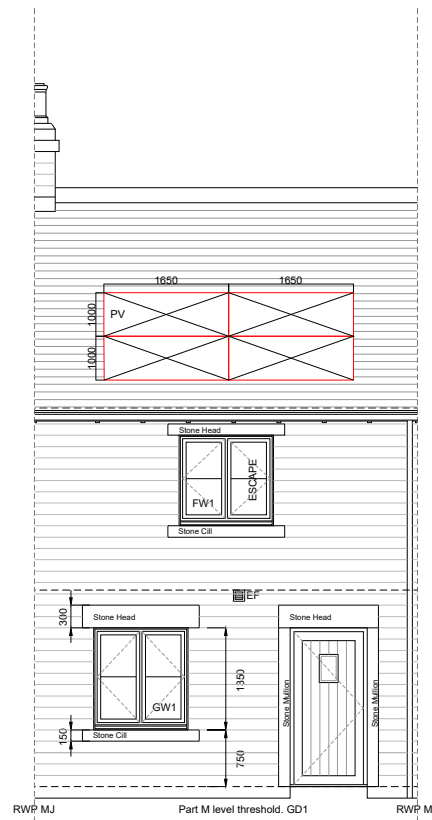 1650 1650
1000
PV
1000
Stone Head
FW1
ESCAPE
Stone Cill
EF
300
Stone Head
Stone Head
1350
Stone Mullion
Stone Mullion
GW1
150
Stone Cill
750
RWP MJ
Part M level threshold. GD1
RWP M